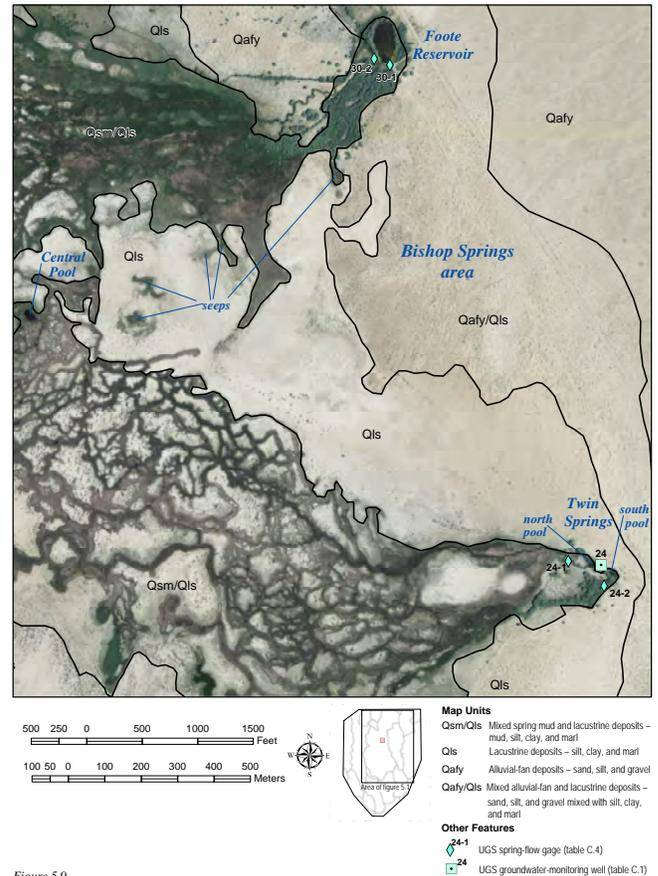 Qls
Qafy
Foote
Reservoir
30-2
30-1
Qafy
Qsm/Qls
Central
Pool
Qls
seeps
Bishop Springs
area
Qafy/Qls
Qls
Twin
Springs
north
pool
south
pool
24
24-1
24-2
Qsm/Qls
Qls
500 250 0 500 1000 1500
Feet
100 50 0 100 200 300 400 500
Meters
N
W E
S
Area of figure 5.1
Map Units
Qsm/Qls Mixed spring mud and lacustrine deposits –
mud, silt, clay, and marl
Qls Lacustrine deposits – silt, clay, and marl
Qafy Alluvial-fan deposits – sand, silt, and gravel
Qafy/Qls Mixed alluvial-fan and lacustrine deposits –
sand, silt, and gravel mixed with silt, clay,
and marl
Other Features
24-1 UGS spring-flow gage (table C.4)
24 UGS groundwater-monitoring well (table C.1)